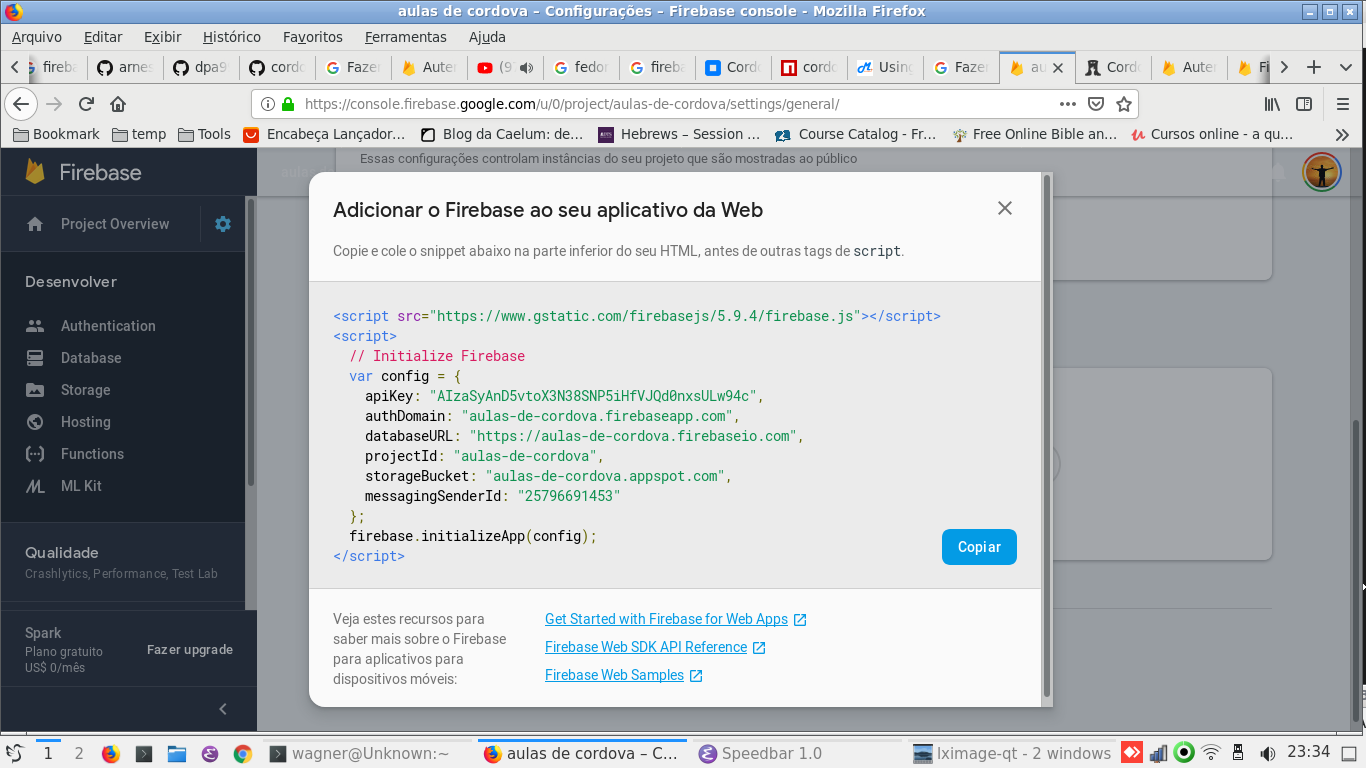 aulas de cordova – Configurações – Firebase console - Mozilla Firefox
Arquivo Editar Exibir Histórico Favoritos Ferramentas Ajuda
fireba arnes dpa9 cordo Fazer Auter (9 fedor fireba Cordo cordo Using Fazer au Cordo Auter Fi
https://console.firebase.google.com/u/0/project/aulas-de-cordova/settings/general/
Bookmark temp Tools Encabeça Lançador... Blog da Caelum: de... Hebrews – Session ... Course Catalog - Fr... Free Online Bible an... Cursos online - a qu...
Essas configurações controlam instâncias do seu projeto que são mostradas ao público
Firebase
Project Overview
Desenvolver
Authentication
Database
Storage
Hosting
Functions
ML Kit
Qualidade
Crashlytics, Performance, Test Lab
Spark
Plano gratuito
US$ 0/mês
Fazer upgrade
Adicionar o Firebase ao seu aplicativo da Web
Copie e cole o snippet abaixo na parte inferior do seu HTML, antes de outras tags de script.
<script src="https://www.gstatic.com/firebasejs/5.9.4/firebase.js"></script>
<script>
// Initialize Firebase
var config = {
apiKey: "AIzaSyAnD5vtoX3N38SNP5iHfVJQd0nxsULw94c",
authDomain: "aulas-de-cordova.firebaseapp.com",
databaseURL: "https://aulas-de-cordova.firebaseio.com",
projectId: "aulas-de-cordova",
storageBucket: "aulas-de-cordova.appspot.com",
messagingSenderId: "25796691453"
};
firebase.initializeApp(config);
</script>
Copiar
Veja estes recursos para
saber mais sobre o Firebase
para aplicativos para
dispositivos móveis:
Get Started with Firebase for Web Apps
Firebase Web SDK API Reference
Firebase Web Samples
1 2 wagner@Unknown:~ aulas de cordova – C... Speedbar 1.0 lximage-qt - 2 windows 23:34